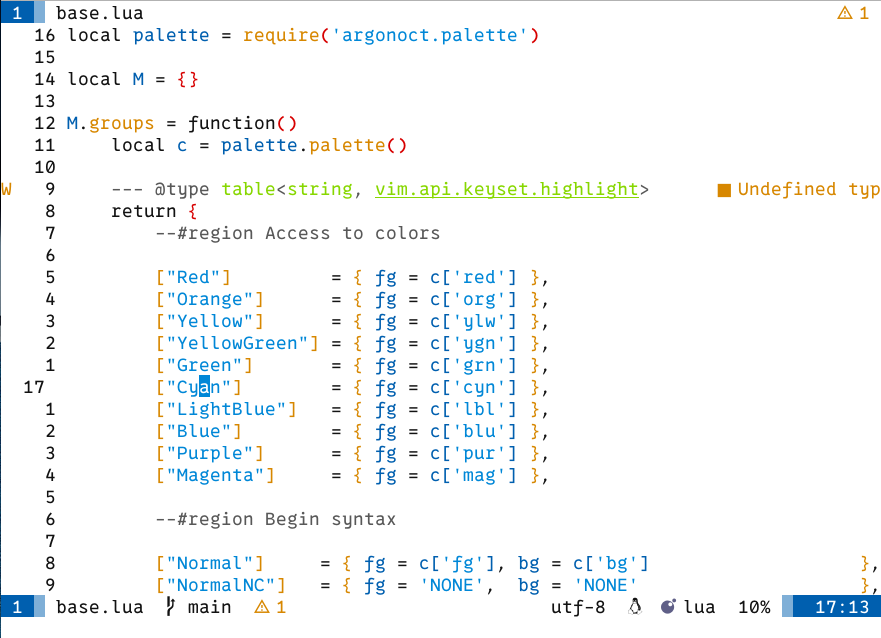 1 base.lua ⚠ 1
16 local palette = require('argonoct.palette')
15
14 local M = {}
13
12 M.groups = function()
11     local c = palette.palette()
10
W 9     --- @type table<string, vim.api.keyset.highlight> ■ Undefined typ
8     return {
7         --#region Access to colors
6
5         ["Red"]         = { fg = c['red'] },
4         ["Orange"]      = { fg = c['org'] },
3         ["Yellow"]      = { fg = c['ylw'] },
2         ["YellowGreen"] = { fg = c['ygn'] },
1         ["Green"]       = { fg = c['grn'] },
17         ["Cyan"]        = { fg = c['cyn'] },
1         ["LightBlue"]   = { fg = c['lbl'] },
2         ["Blue"]        = { fg = c['blu'] },
3         ["Purple"]      = { fg = c['pur'] },
4         ["Magenta"]     = { fg = c['mag'] },
5
6         --#region Begin syntax
7
8         ["Normal"]     = { fg = c['fg'], bg = c['bg']                   },
9         ["NormalNC"]   = { fg = 'NONE',  bg = 'NONE'                    },
1 base.lua main ⚠ 1 utf-8 lua 10% 17:13